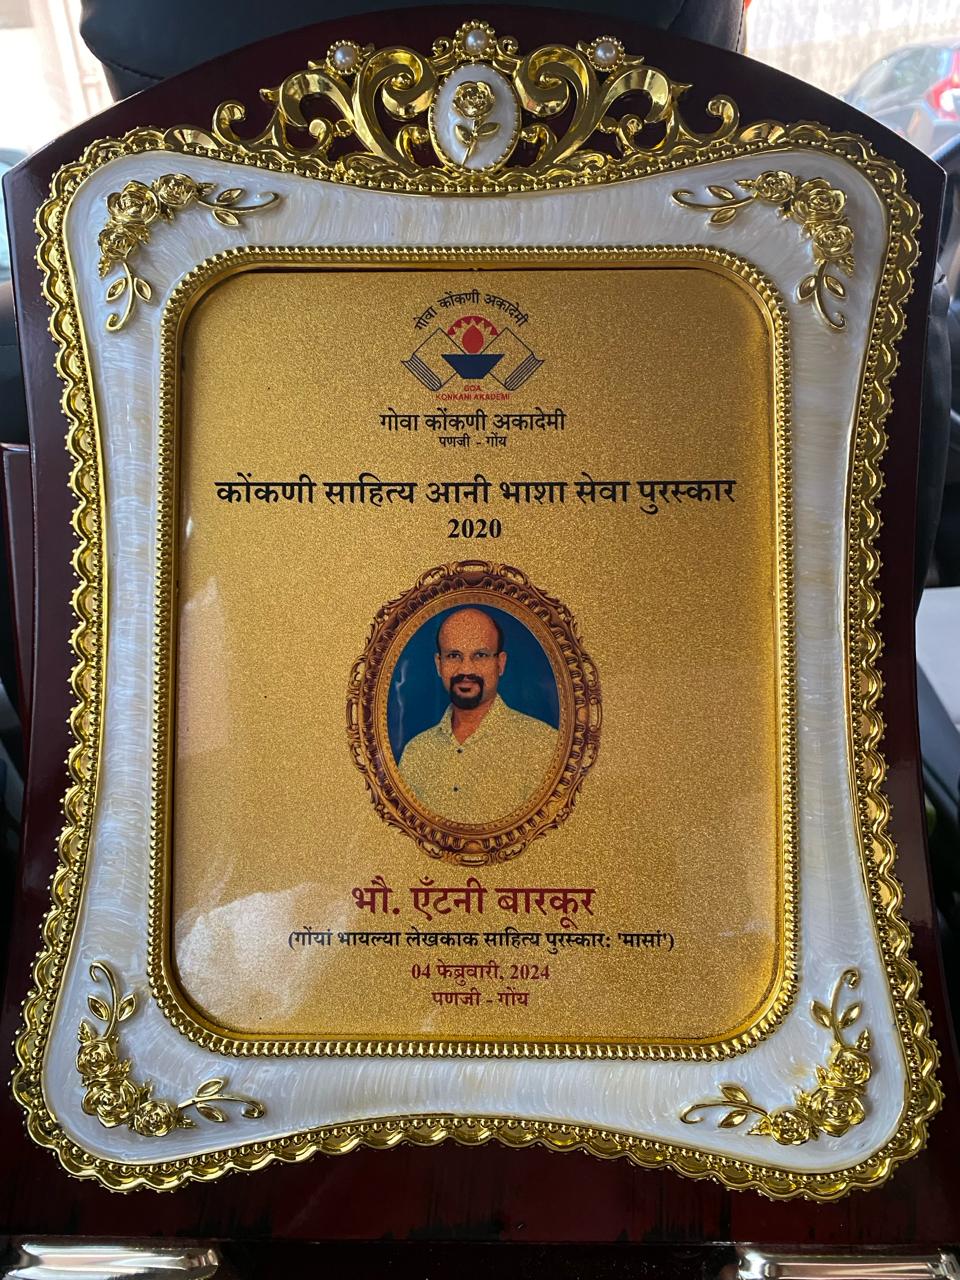 गोंवा कोंकणी अकादेमी
GOA
KONKANI AKADEMI
गोंवा कोंकणी अकादेमी
पणजी - गोंय
कोंकणी साहित्य आनी भाशा सेवा पुरस्कार
2020
भौ. ऍंटनी बारकूर
(गोंयां भायल्या लेखकाक साहित्य पुरस्कार: 'मासां')
04 फेब्रुवारी, 2024
पणजी - गोंय